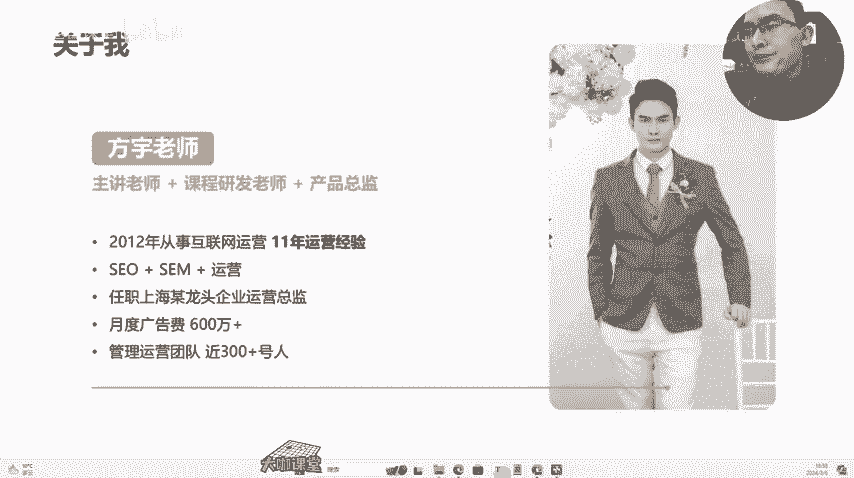 关于我
方宇老师
主讲老师 + 课程研发老师 + 产品总监
• 2012年从事互联网运营 11年运营经验
• SEO + SEM + 运营
• 任职上海某龙头企业运营总监
• 月度广告费 600万+
• 管理运营团队 近300+号人
大咖课堂